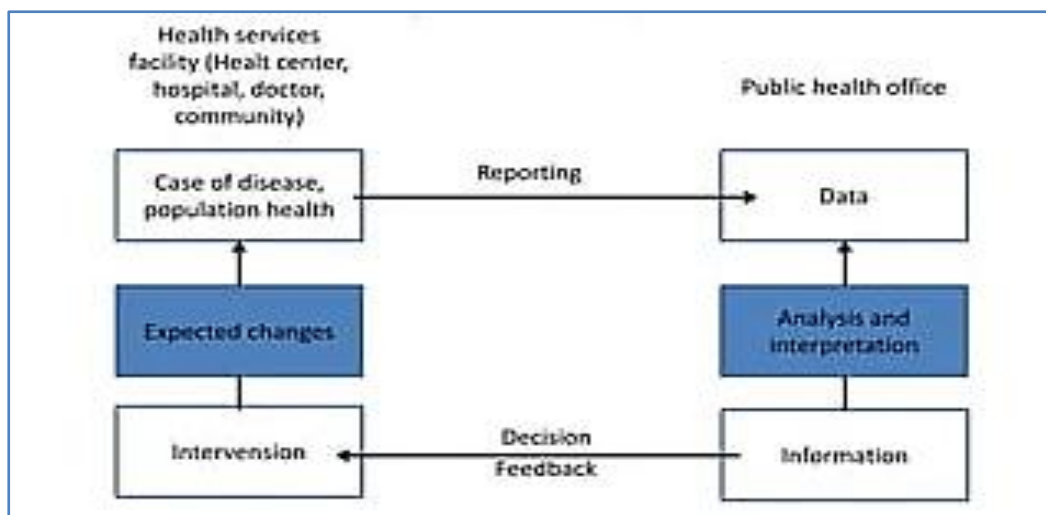 Health services
facility (Healt center,
hospital, doctor,
community)
Public health office
Case of disease,
population health
Reporting
Data
Expected changes
Analysis and
interpretation
Intervension
Decision
Feedback
Information